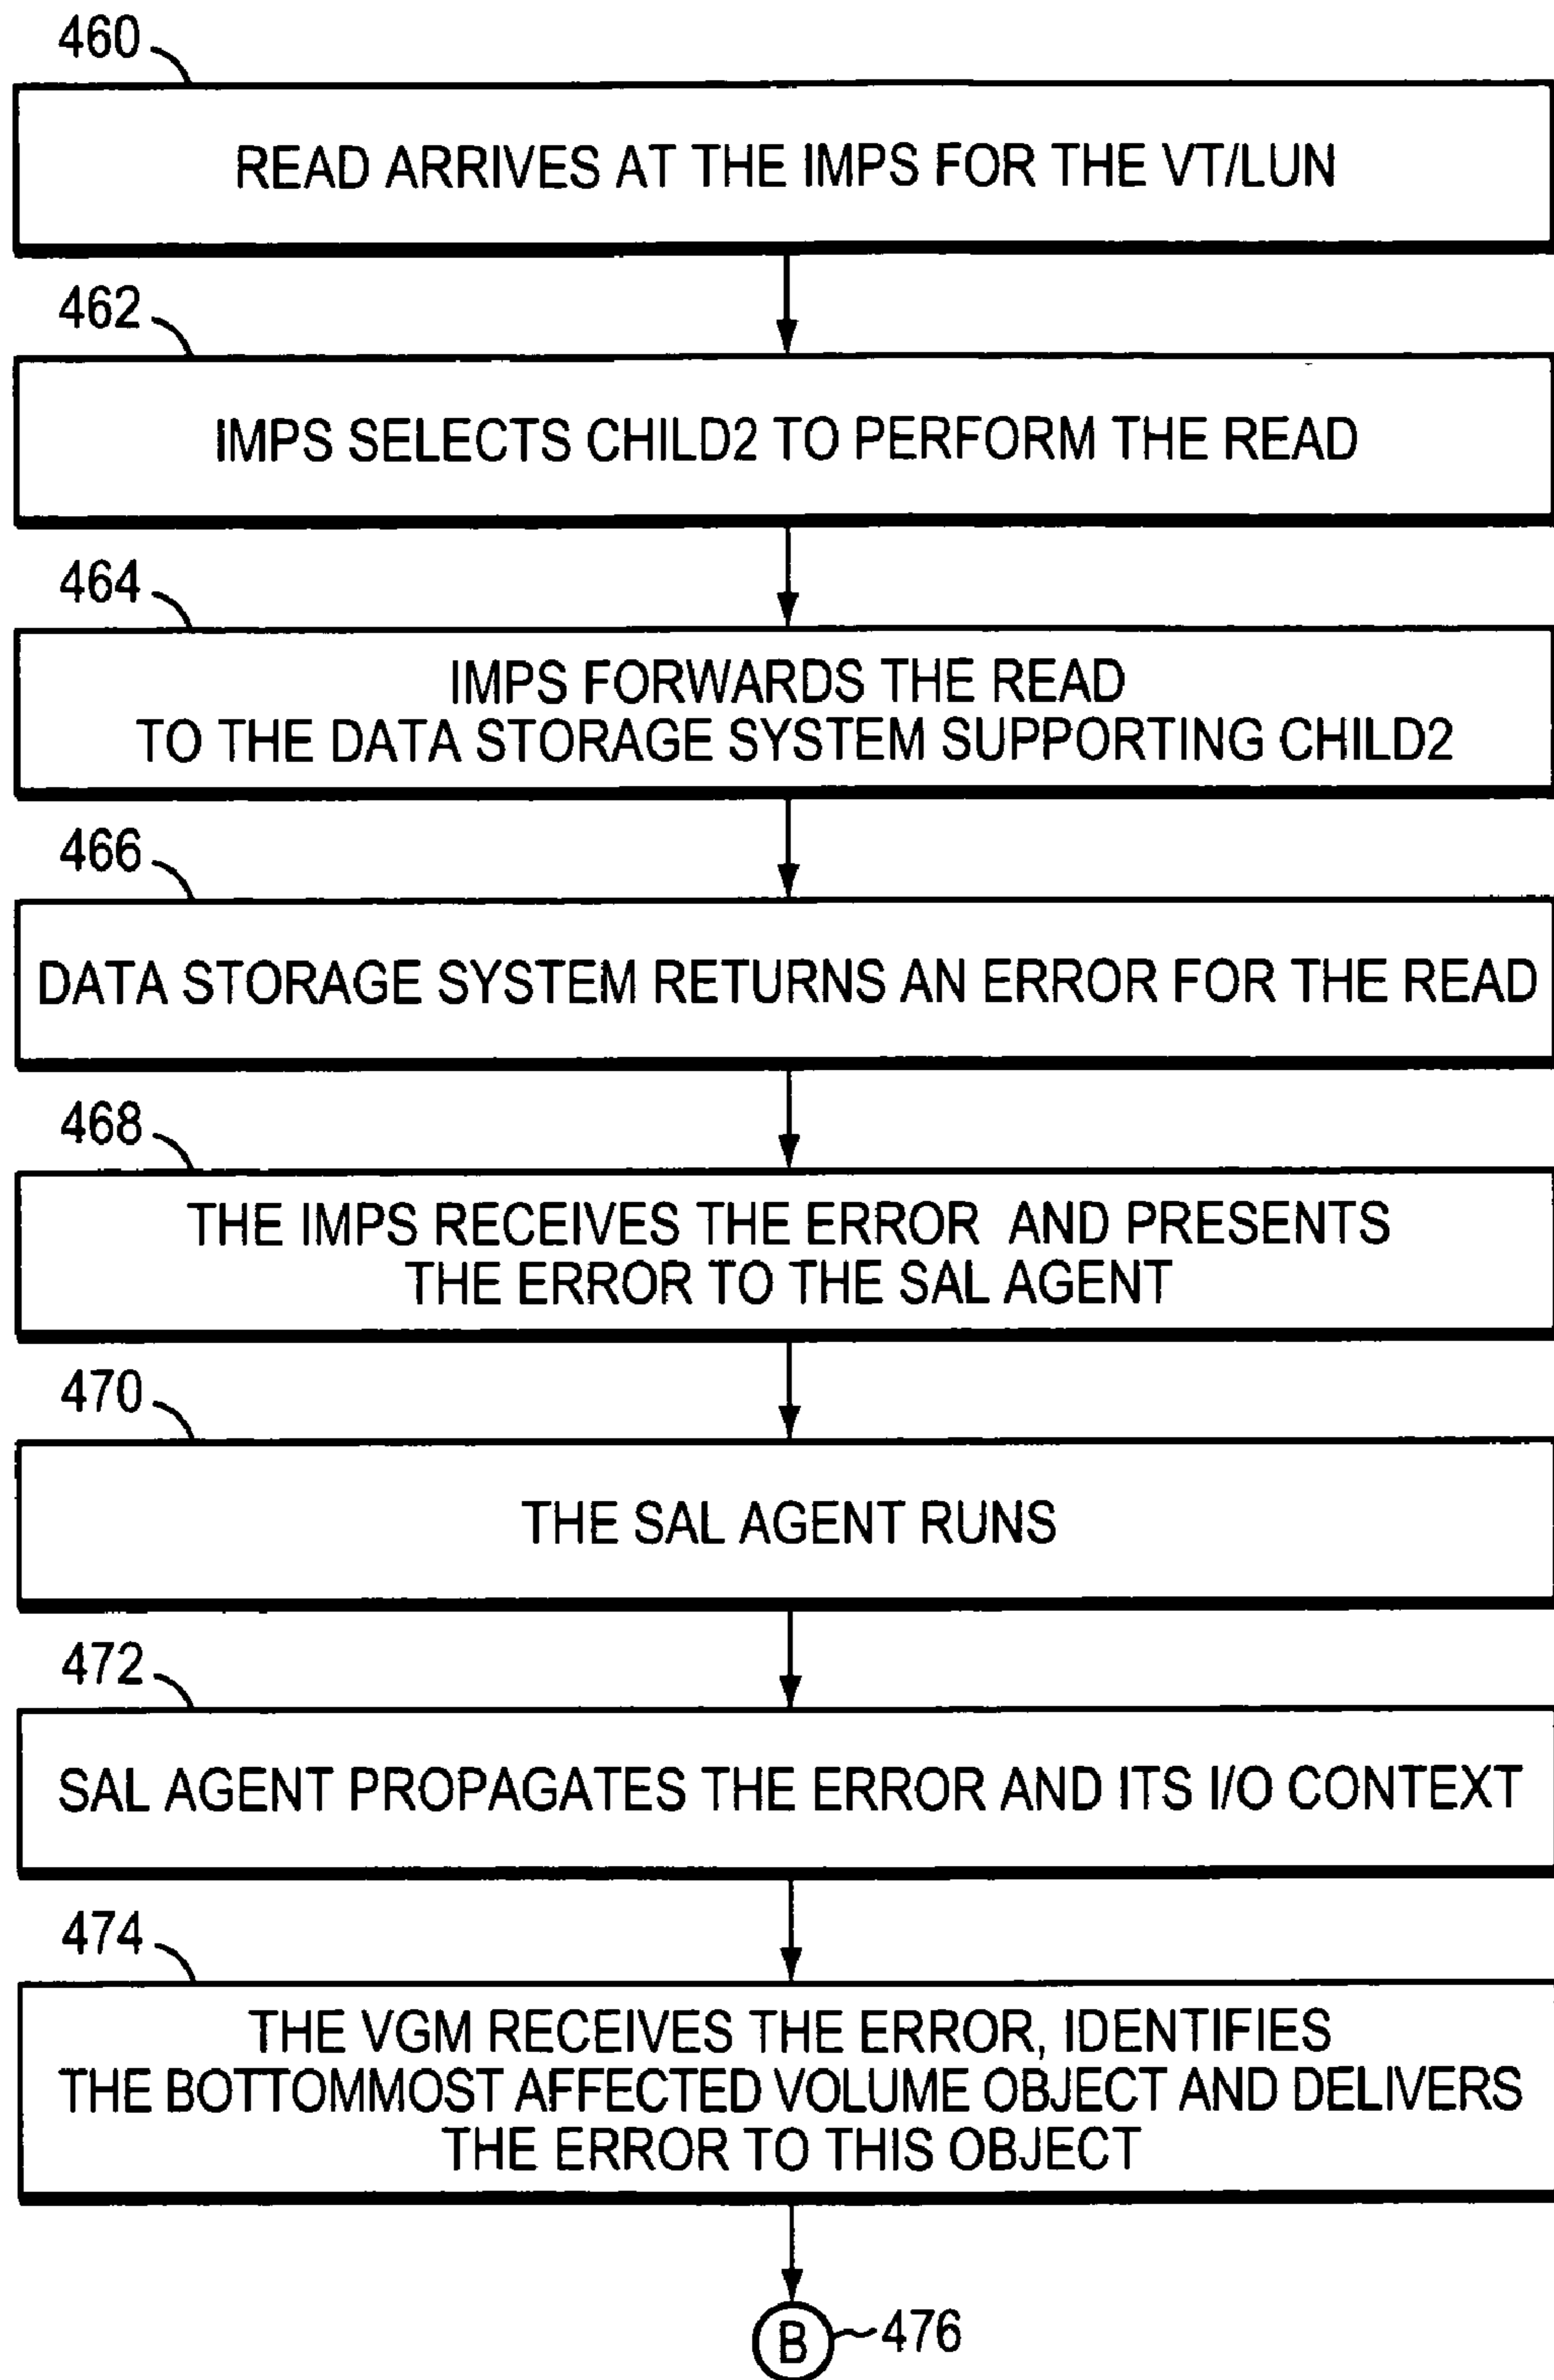 460
READ ARRIVES AT THE IMPS FOR THE VT/LUN
462
IMPS SELECTS CHILD2 TO PERFORM THE READ
464
IMPS FORWARDS THE READ
TO THE DATA STORAGE SYSTEM SUPPORTING CHILD2
466
DATA STORAGE SYSTEM RETURNS AN ERROR FOR THE READ
468
THE IMPS RECEIVES THE ERROR AND PRESENTS
THE ERROR TO THE SAL AGENT
470
THE SAL AGENT RUNS
472
SAL AGENT PROPAGATES THE ERROR AND ITS I/O CONTEXT
474
THE VGM RECEIVES THE ERROR, IDENTIFIES
THE BOTTOMMOST AFFECTED VOLUME OBJECT AND DELIVERS
THE ERROR TO THIS OBJECT
B 476